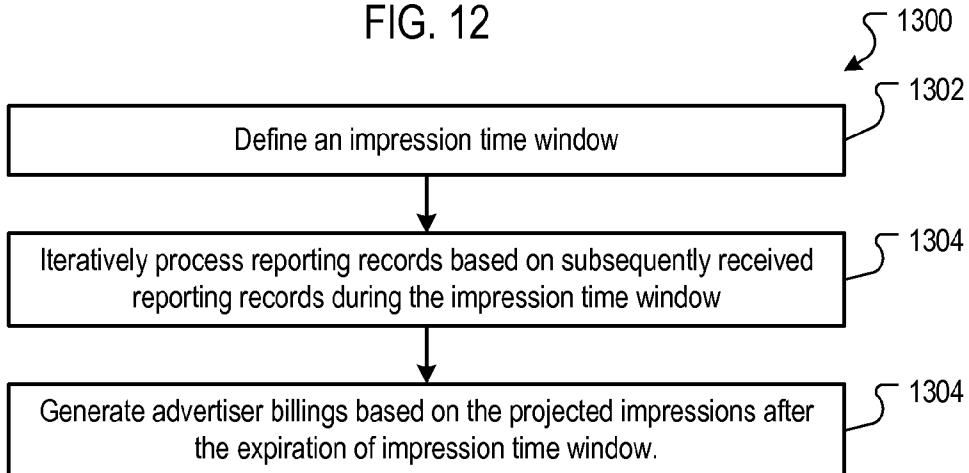 FIG. 12
1300
1302
Define an impression time window
1304
Iteratively process reporting records based on subsequently received
reporting records during the impression time window
1304
Generate advertiser billings based on the projected impressions after
the expiration of impression time window.